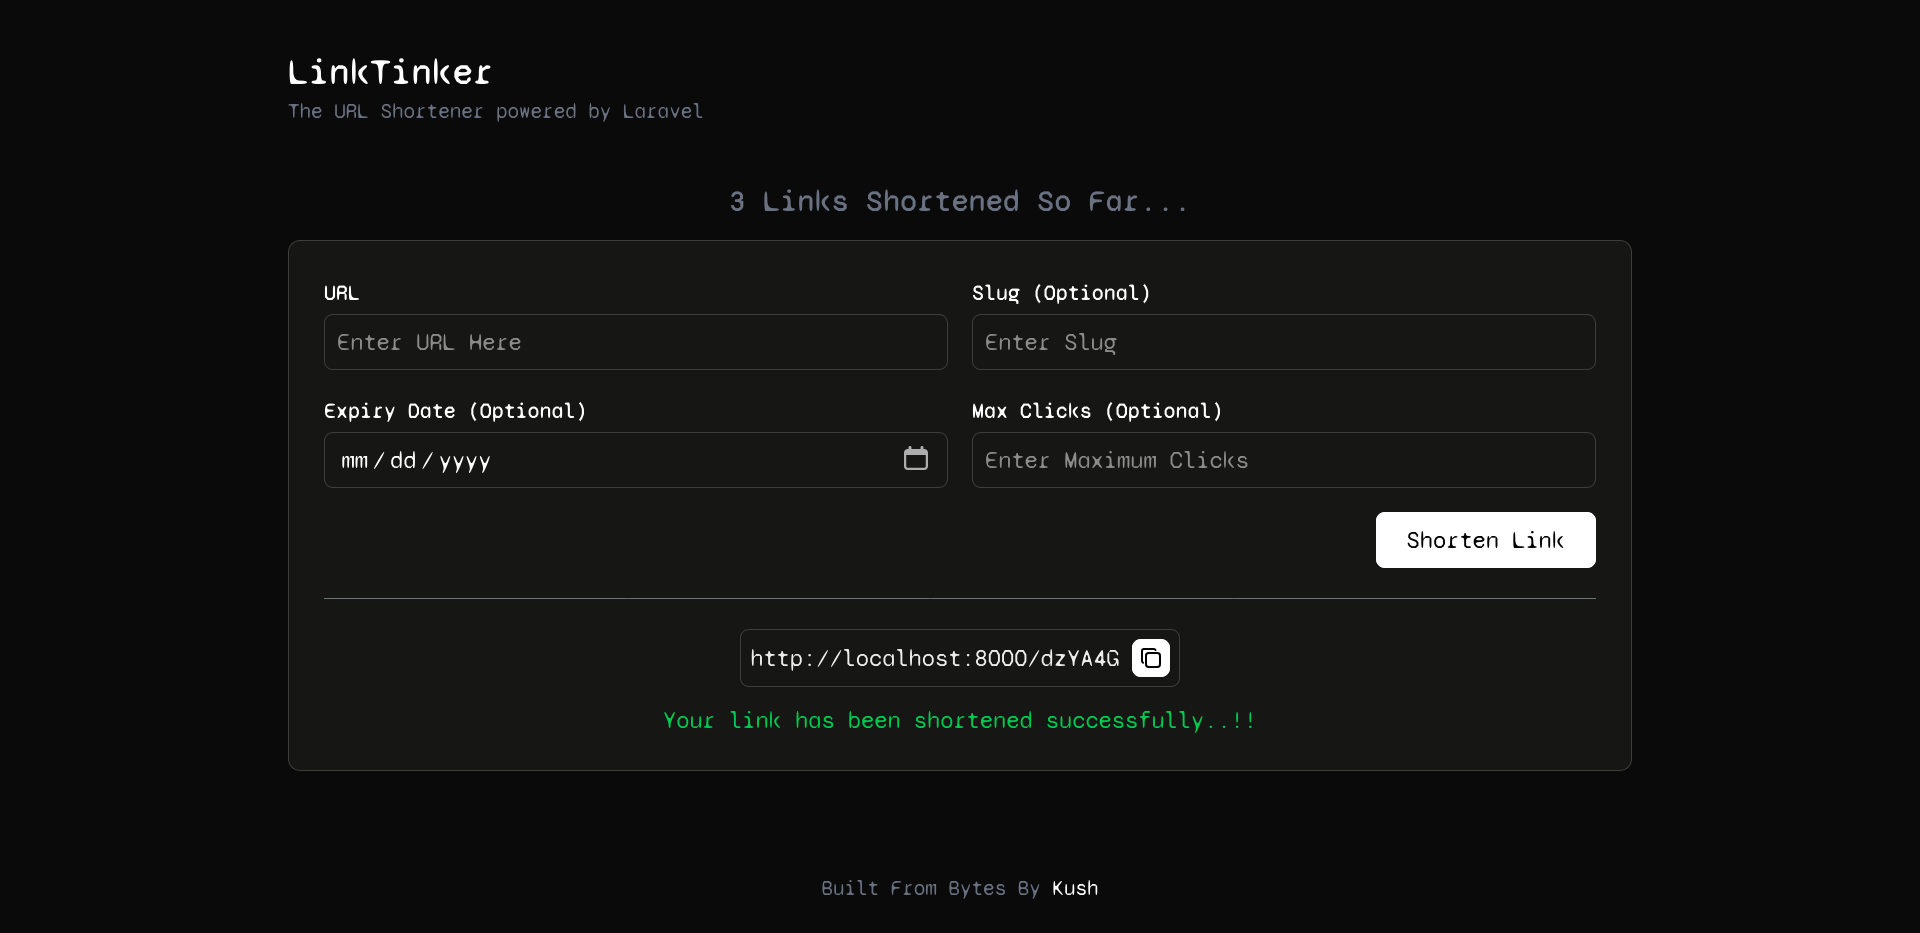 LinkTinker
The URL Shortener powered by Laravel
3 Links Shortened So Far...
URL
Slug (Optional)
Enter URL Here
Enter Slug
Expiry Date (Optional)
Max Clicks (Optional)
mm/dd/yyyy
Enter Maximum Clicks
Shorten Link
http://localhost:8000/dzYA4G
Your link has been shortened successfully..!!
Built From Bytes By Kush